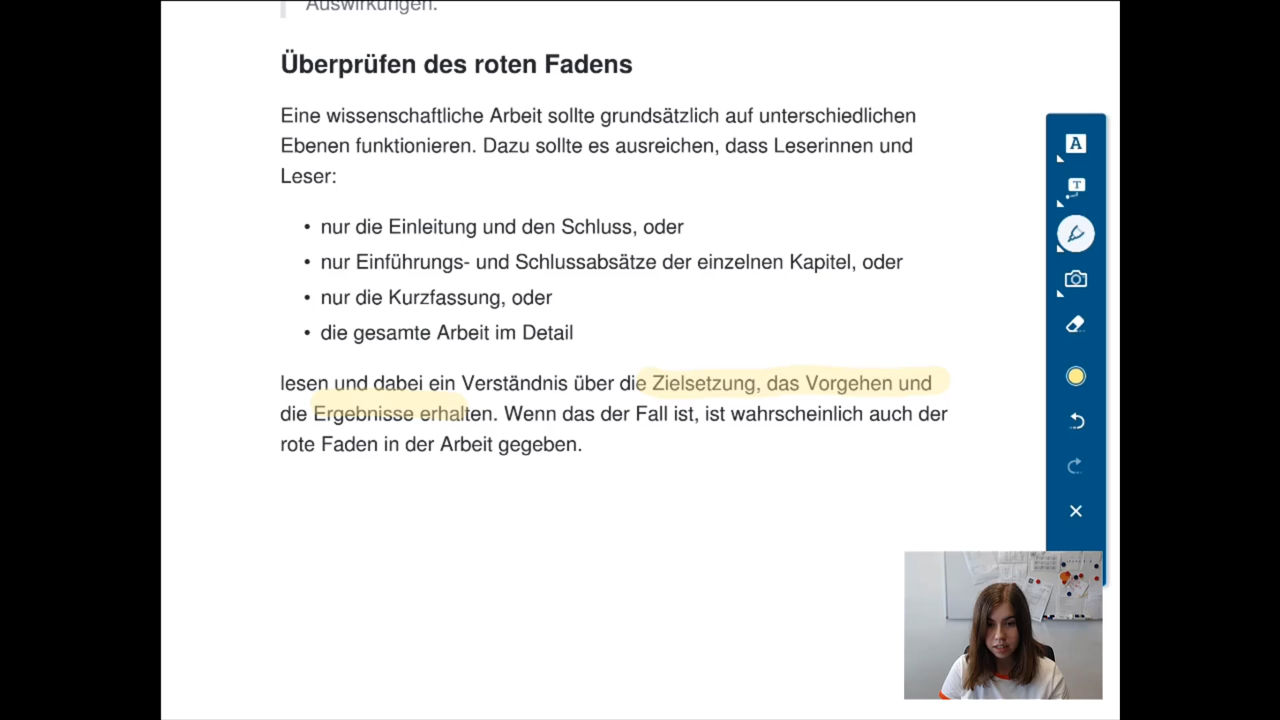 Auswirkungen.
Überprüfen des roten Fadens
Eine wissenschaftliche Arbeit sollte grundsätzlich auf unterschiedlichen
Ebenen funktionieren. Dazu sollte es ausreichen, dass Leserinnen und
Leser:
• nur die Einleitung und den Schluss, oder
• nur Einführungs- und Schlussabsätze der einzelnen Kapitel, oder
• nur die Kurzfassung, oder
• die gesamte Arbeit im Detail
lesen und dabei ein Verständnis über die Zielsetzung, das Vorgehen und
die Ergebnisse erhalten. Wenn das der Fall ist, ist wahrscheinlich auch der
rote Faden in der Arbeit gegeben.
A
T